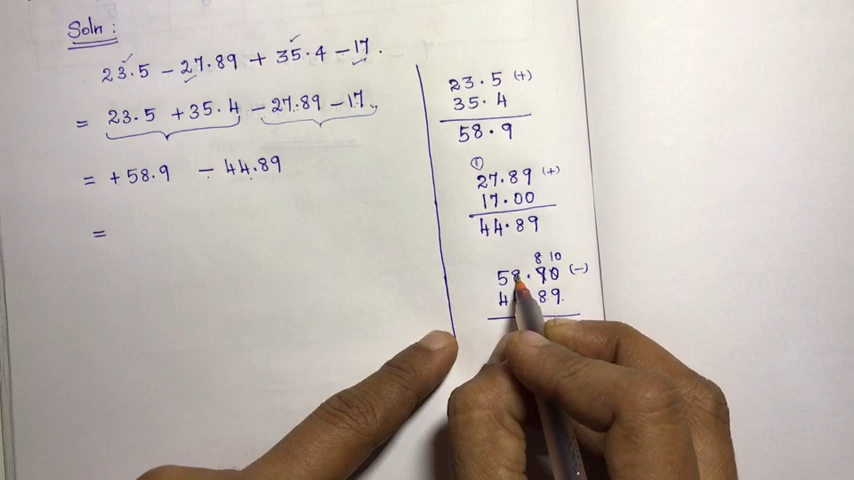 Soln :
23.5 - 27.89 + 35.4 - 17 .
= 23.5 + 35.4 - 27.89 - 17 .
= + 58.9 - 44.89
=
23.5 (+)
35.4
58.9
1
27.89 (+)
17.00
44.89
8 10
58.90 (-)
4 .89